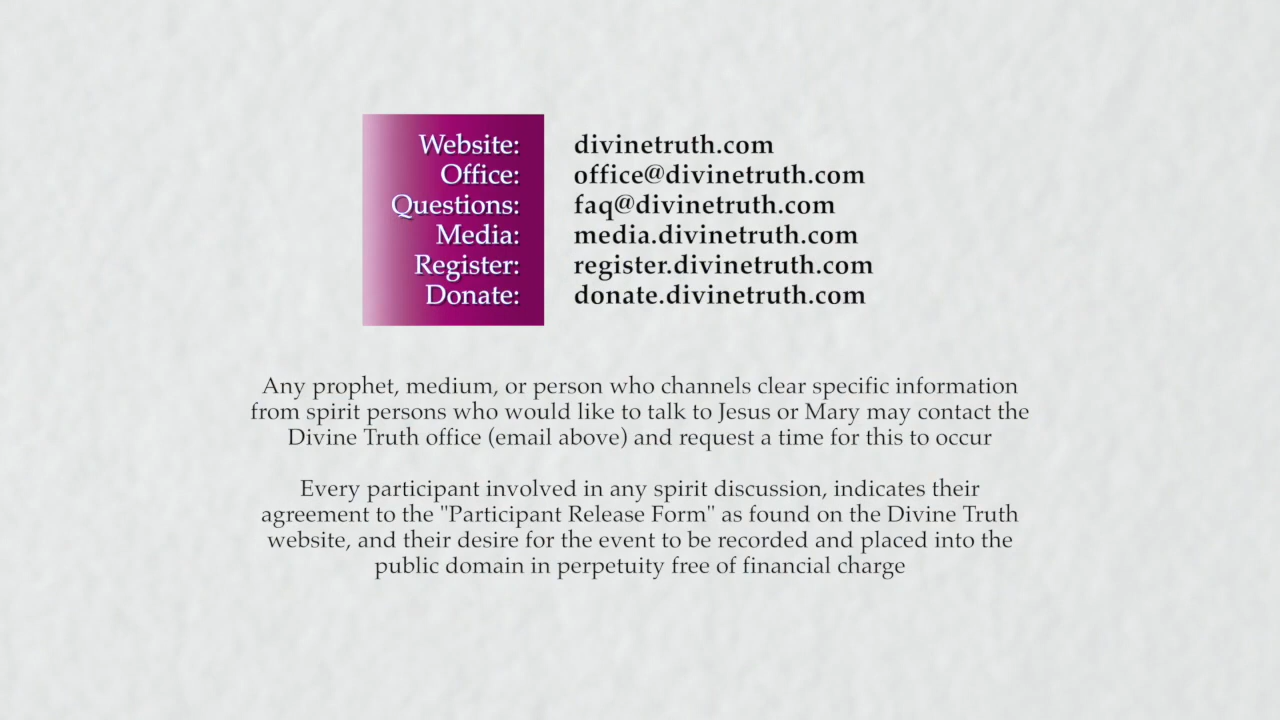 Website: divinetruth.com
Office: office@divinetruth.com
Questions: faq@divinetruth.com
Media: media.divinetruth.com
Register: register.divinetruth.com
Donate: donate.divinetruth.com
Any prophet, medium, or person who channels clear specific information
from spirit persons who would like to talk to Jesus or Mary may contact the
Divine Truth office (email above) and request a time for this to occur
Every participant involved in any spirit discussion, indicates their
agreement to the "Participant Release Form" as found on the Divine Truth
website, and their desire for the event to be recorded and placed into the
public domain in perpetuity free of financial charge